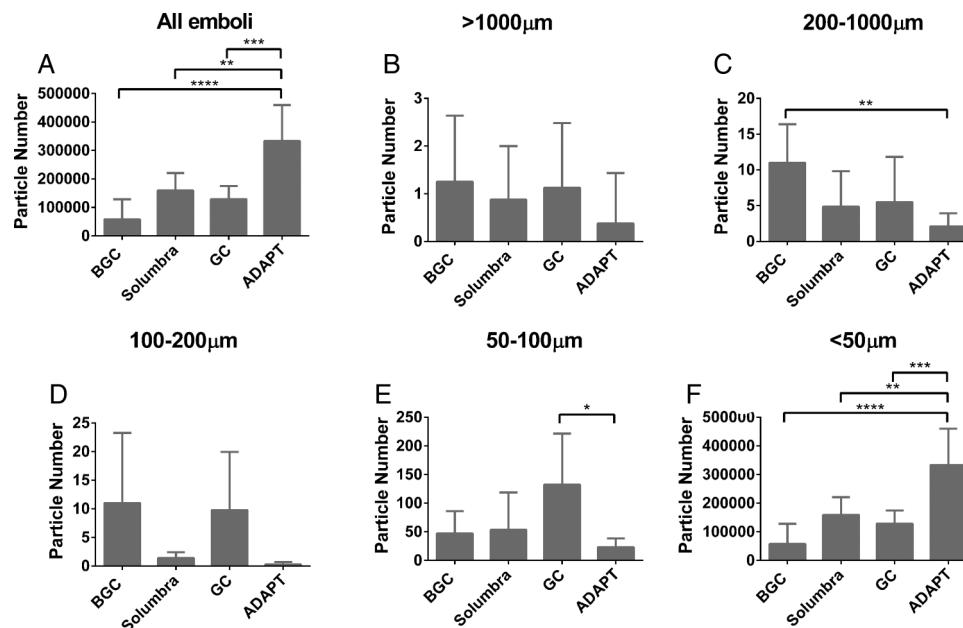 All emboli
>1000μm
200-1000μm
A
B
C
***
**
****
**
Particle Number
500000
400000
300000
200000
100000
0
BGC
Solumbra
GC
ADAPT
Particle Number
3
2
1
0
BGC
Solumbra
GC
ADAPT
Particle Number
20
15
10
5
0
BGC
Solumbra
GC
ADAPT
100-200μm
50-100μm
<50μm
D
E
F
*
***
**
****
Particle Number
25
20
15
10
5
0
BGC
Solumbra
GC
ADAPT
Particle Number
250
200
150
100
50
0
BGC
Solumbra
GC
ADAPT
Particle Number
500000
400000
300000
200000
100000
0
BGC
Solumbra
GC
ADAPT